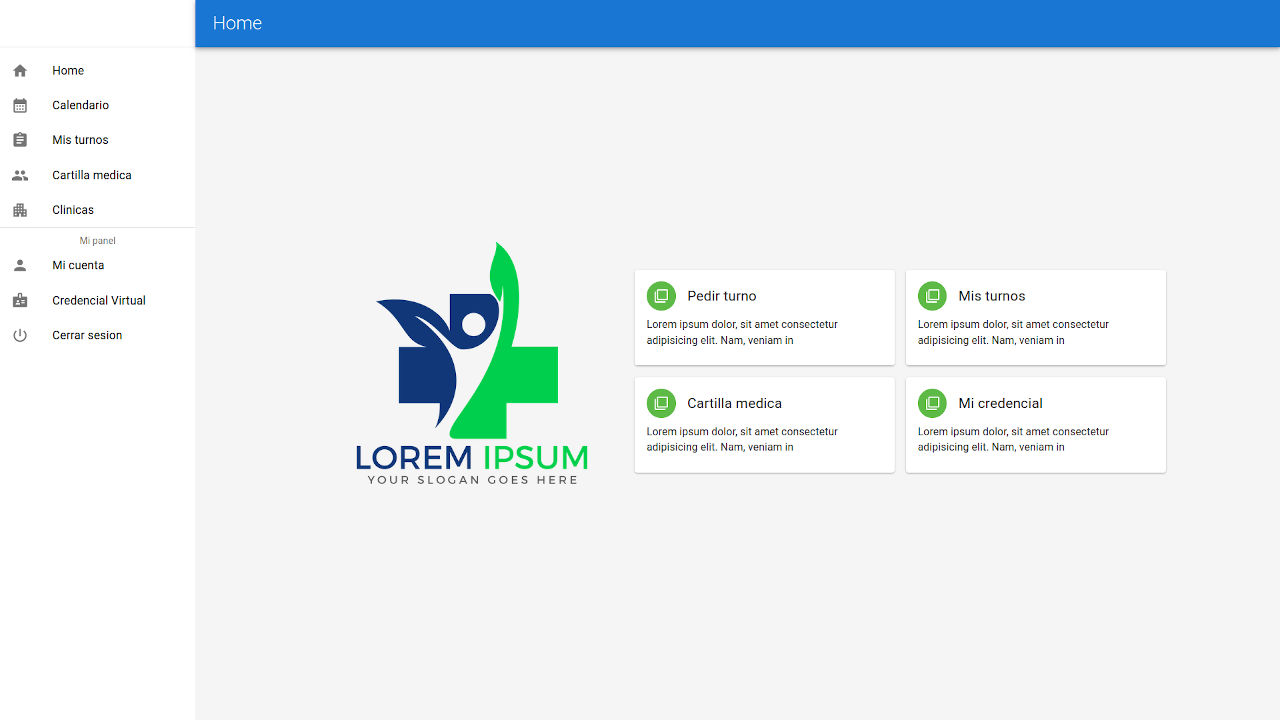 Home
Home
Calendario
Mis turnos
Cartilla medica
Clinicas
Mi panel
Mi cuenta
Credencial Virtual
Cerrar sesion
LOREM IPSUM
YOUR SLOGAN GOES HERE
Pedir turno
Lorem ipsum dolor, sit amet consectetur
adipisicing elit. Nam, veniam in
Mis turnos
Lorem ipsum dolor, sit amet consectetur
adipisicing elit. Nam, veniam in
Cartilla medica
Lorem ipsum dolor, sit amet consectetur
adipisicing elit. Nam, veniam in
Mi credencial
Lorem ipsum dolor, sit amet consectetur
adipisicing elit. Nam, veniam in